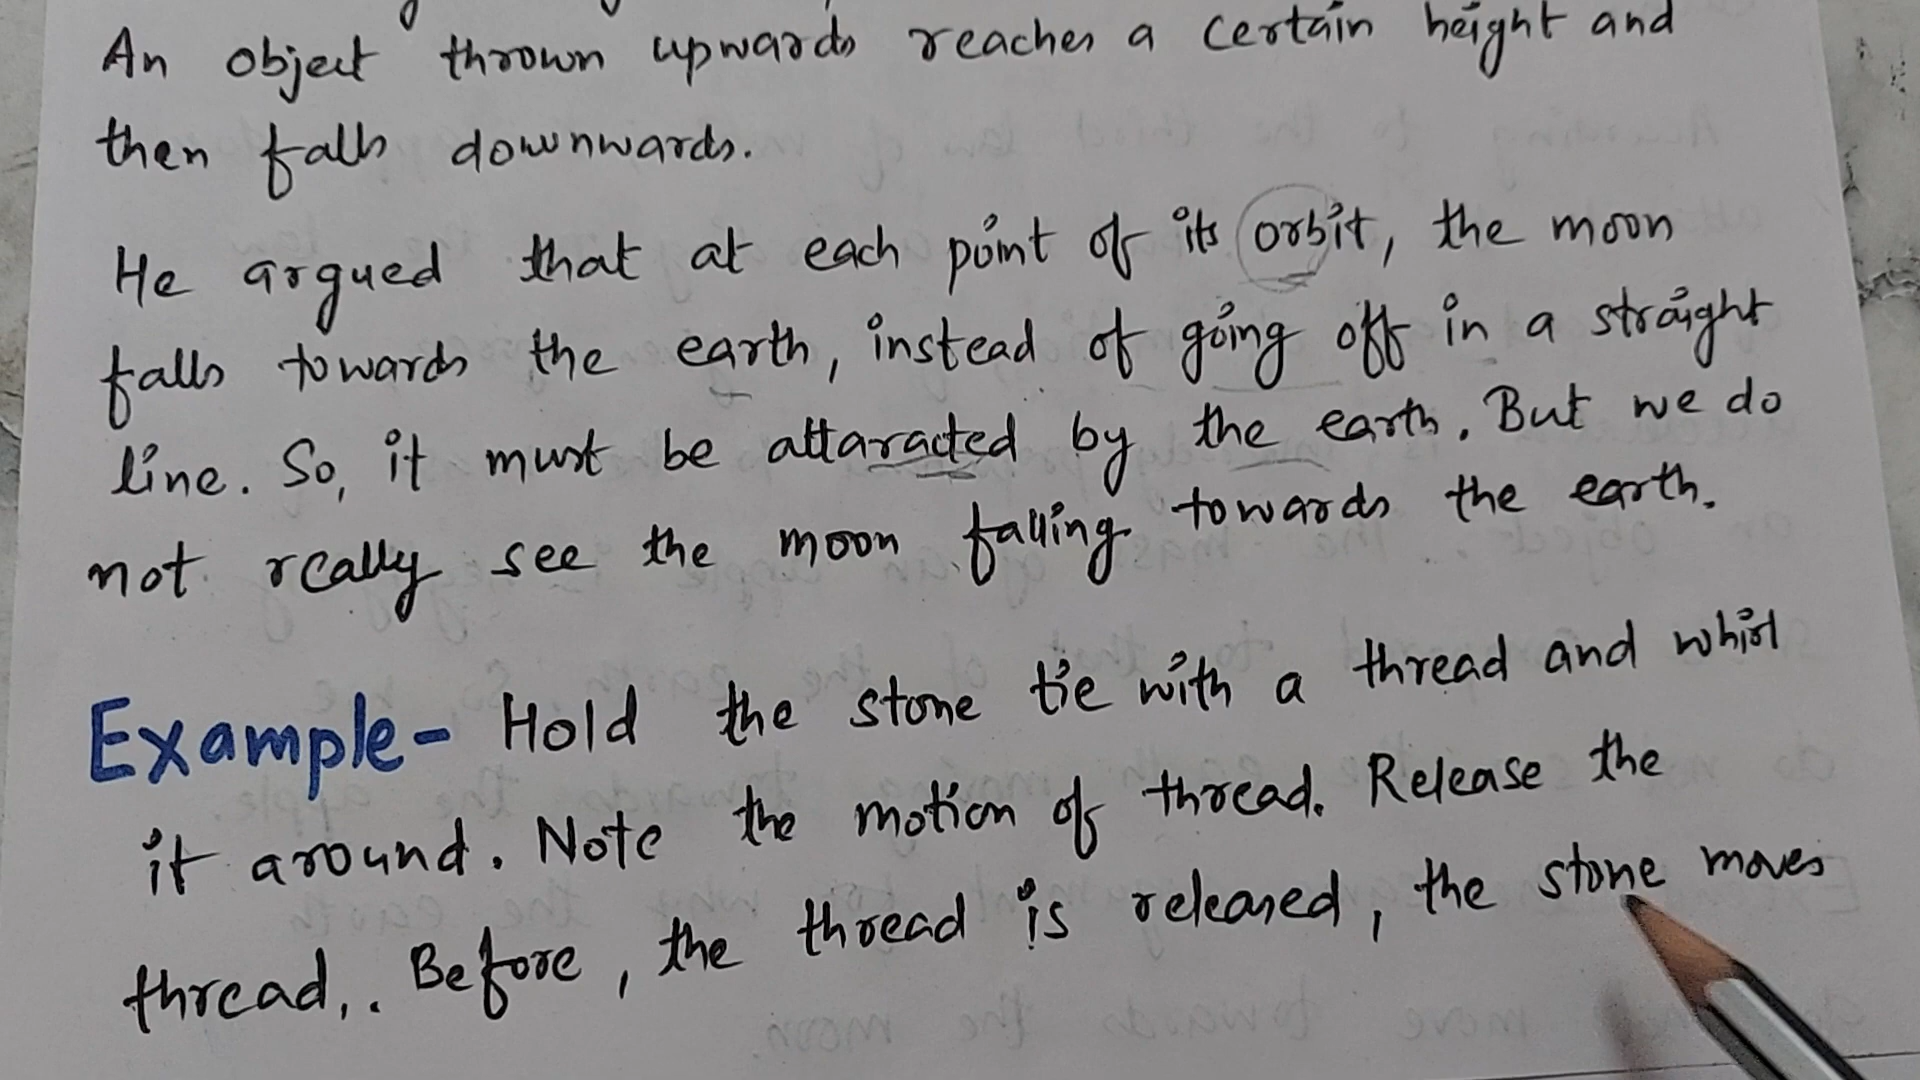 An object thrown upwards reaches a certain height and
then falls downwards.
He argued that at each point of its orbit, the moon
falls towards the earth, instead of going off in a straight
line. So, it must be attaracted by the earth. But we do
not really see the moon falling towards the earth.
Example- Hold the stone tie with a thread and whirl
it around. Note the motion of thread. Release the
thread,. Before, the thread is released, the stone moves